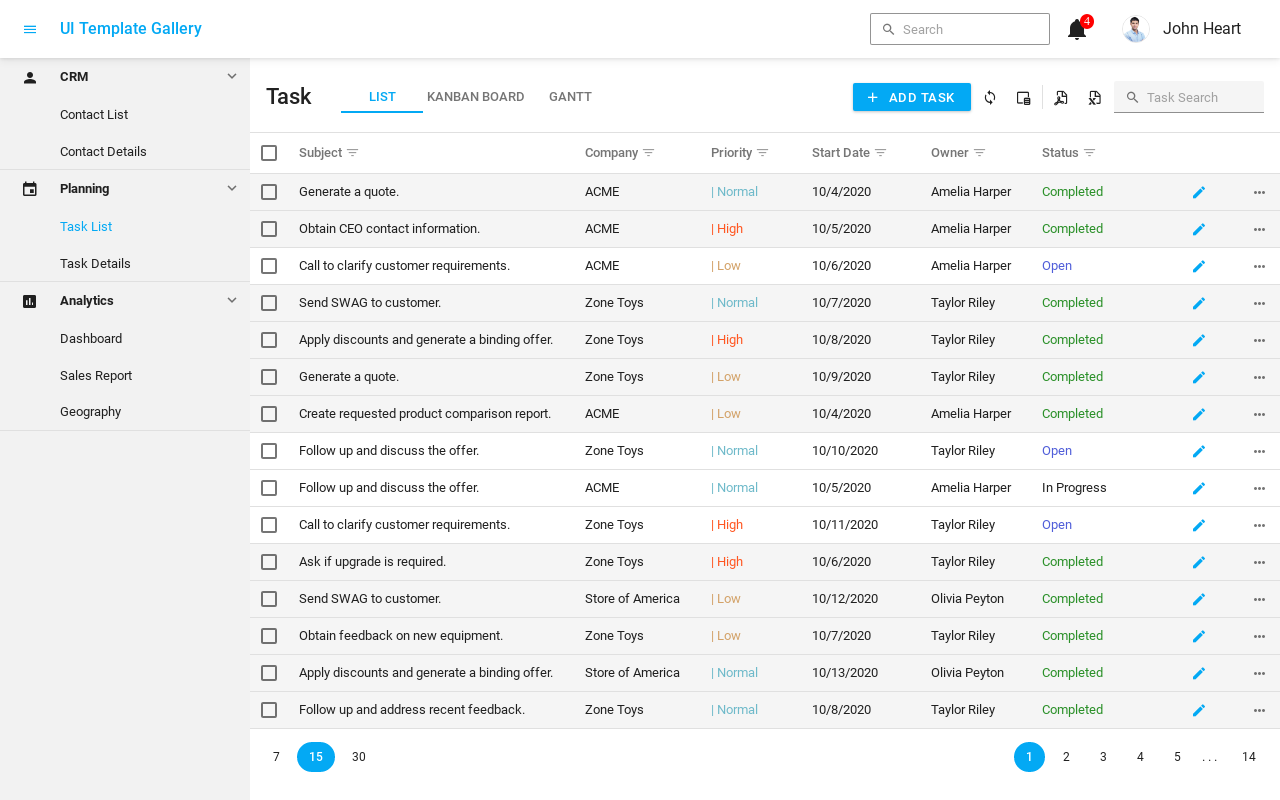 UI Template Gallery Search 4 John Heart
CRM
Contact List
Contact Details
Planning
Task List
Task Details
Analytics
Dashboard
Sales Report
Geography
Task LIST KANBAN BOARD GANTT ADD TASK Task Search
Subject Company Priority Start Date Owner Status
Generate a quote. ACME | Normal 10/4/2020 Amelia Harper Completed
Obtain CEO contact information. ACME | High 10/5/2020 Amelia Harper Completed
Call to clarify customer requirements. ACME | Low 10/6/2020 Amelia Harper Open
Send SWAG to customer. Zone Toys | Normal 10/7/2020 Taylor Riley Completed
Apply discounts and generate a binding offer. Zone Toys | High 10/8/2020 Taylor Riley Completed
Generate a quote. Zone Toys | Low 10/9/2020 Taylor Riley Completed
Create requested product comparison report. ACME | Low 10/4/2020 Amelia Harper Completed
Follow up and discuss the offer. Zone Toys | Normal 10/10/2020 Taylor Riley Open
Follow up and discuss the offer. ACME | Normal 10/5/2020 Amelia Harper In Progress
Call to clarify customer requirements. Zone Toys | High 10/11/2020 Taylor Riley Open
Ask if upgrade is required. Zone Toys | High 10/6/2020 Taylor Riley Completed
Send SWAG to customer. Store of America | Low 10/12/2020 Olivia Peyton Completed
Obtain feedback on new equipment. Zone Toys | Low 10/7/2020 Taylor Riley Completed
Apply discounts and generate a binding offer. Store of America | Normal 10/13/2020 Olivia Peyton Completed
Follow up and address recent feedback. Zone Toys | Normal 10/8/2020 Taylor Riley Completed
7 15 30 1 2 3 4 5 . . . 14